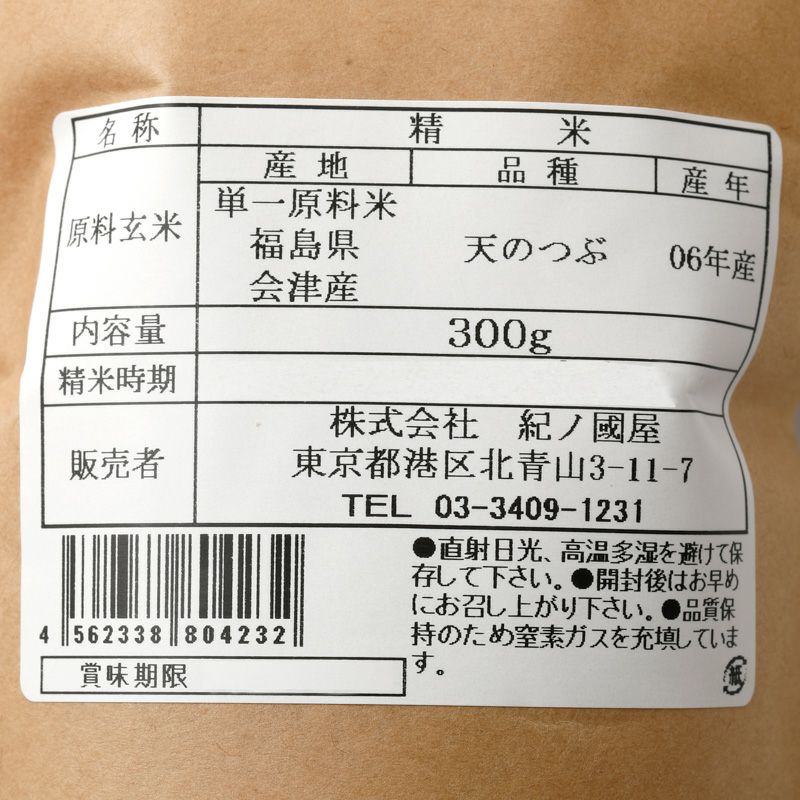 名称 精米
原料玄米 産地 品種 産年
単一原料米
福島県 天のつぶ 06年産
会津産
内容量 300g
精米時期
販売者 株式会社 紀ノ國屋
東京都港区北青山3-11-7
TEL 03-3409-1231
●直射日光、高温多湿を避けて保
存して下さい。●開封後はお早め
にお召し上がり下さい。●品質保
持のため窒素ガスを充填していま
す。
4 562338 804232
賞味期限
紙